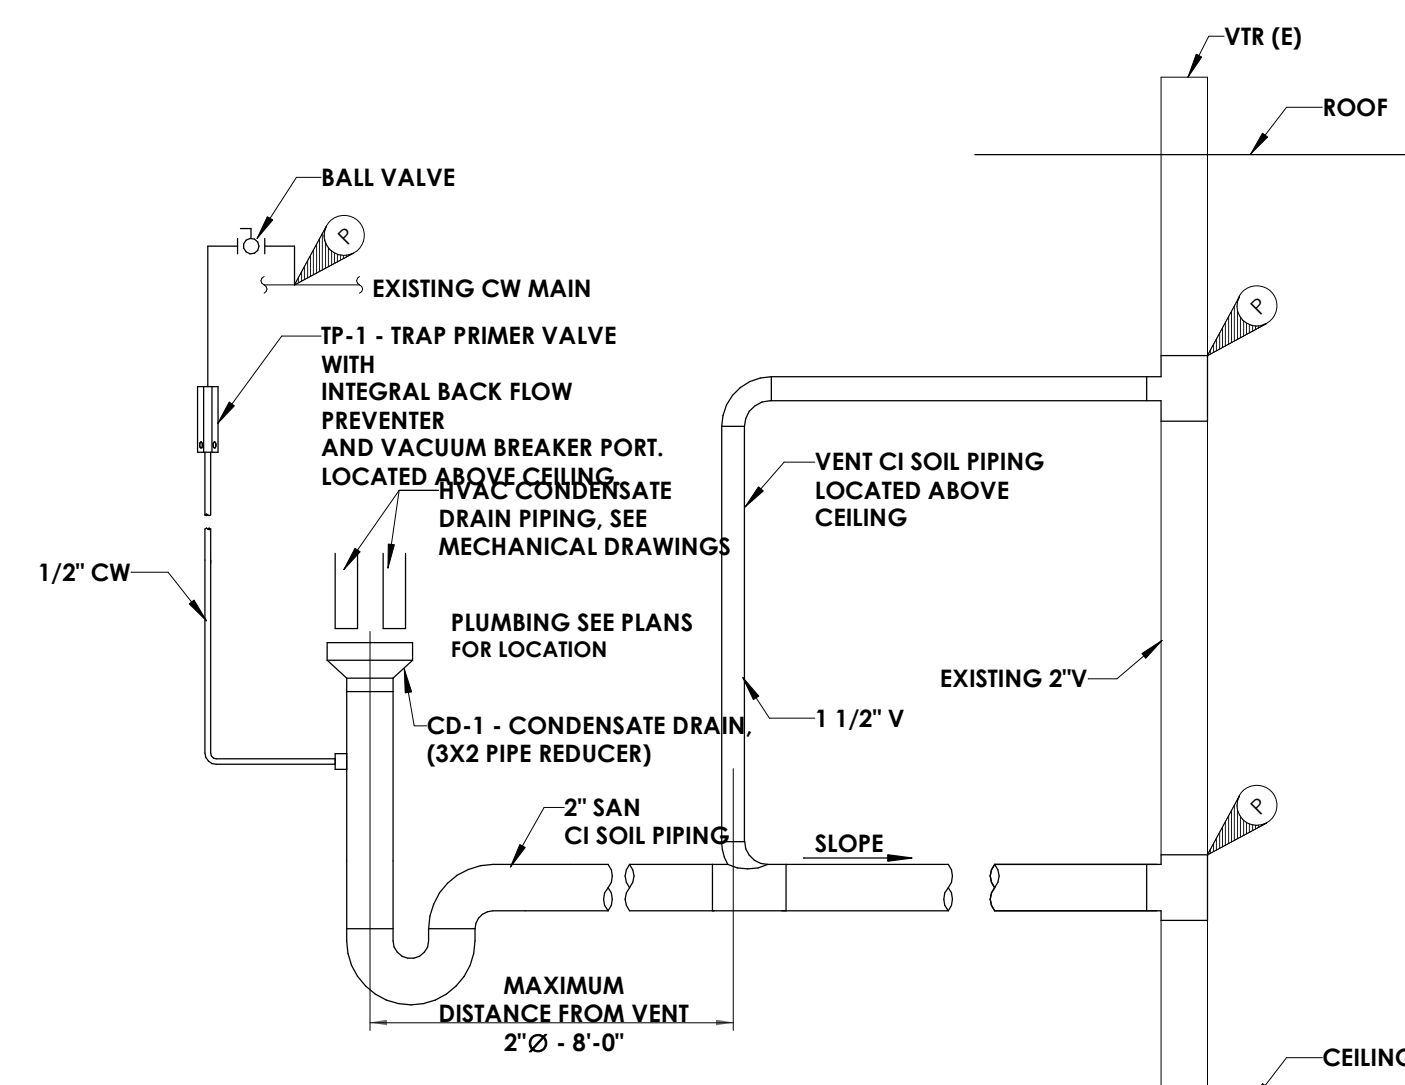 VTR (E)
ROOF
BALL VALVE
P
EXISTING CW MAIN
P
TP-1 - TRAP PRIMER VALVE
WITH
INTEGRAL BACK FLOW
PREVENTER
AND VACUUM BREAKER PORT.
LOCATED ABOVE CEILING.
HVAC CONDENSATE
DRAIN PIPING, SEE
MECHANICAL DRAWINGS
VENT CI SOIL PIPING
LOCATED ABOVE
CEILING
1/2" CW
PLUMBING SEE PLANS
FOR LOCATION
EXISTING 2"V
1 1/2" V
CD-1 - CONDENSATE DRAIN,
(3X2 PIPE REDUCER)
2" SAN
CI SOIL PIPING
SLOPE
P
MAXIMUM
DISTANCE FROM VENT
2"Ø - 8'-0"
CEILING